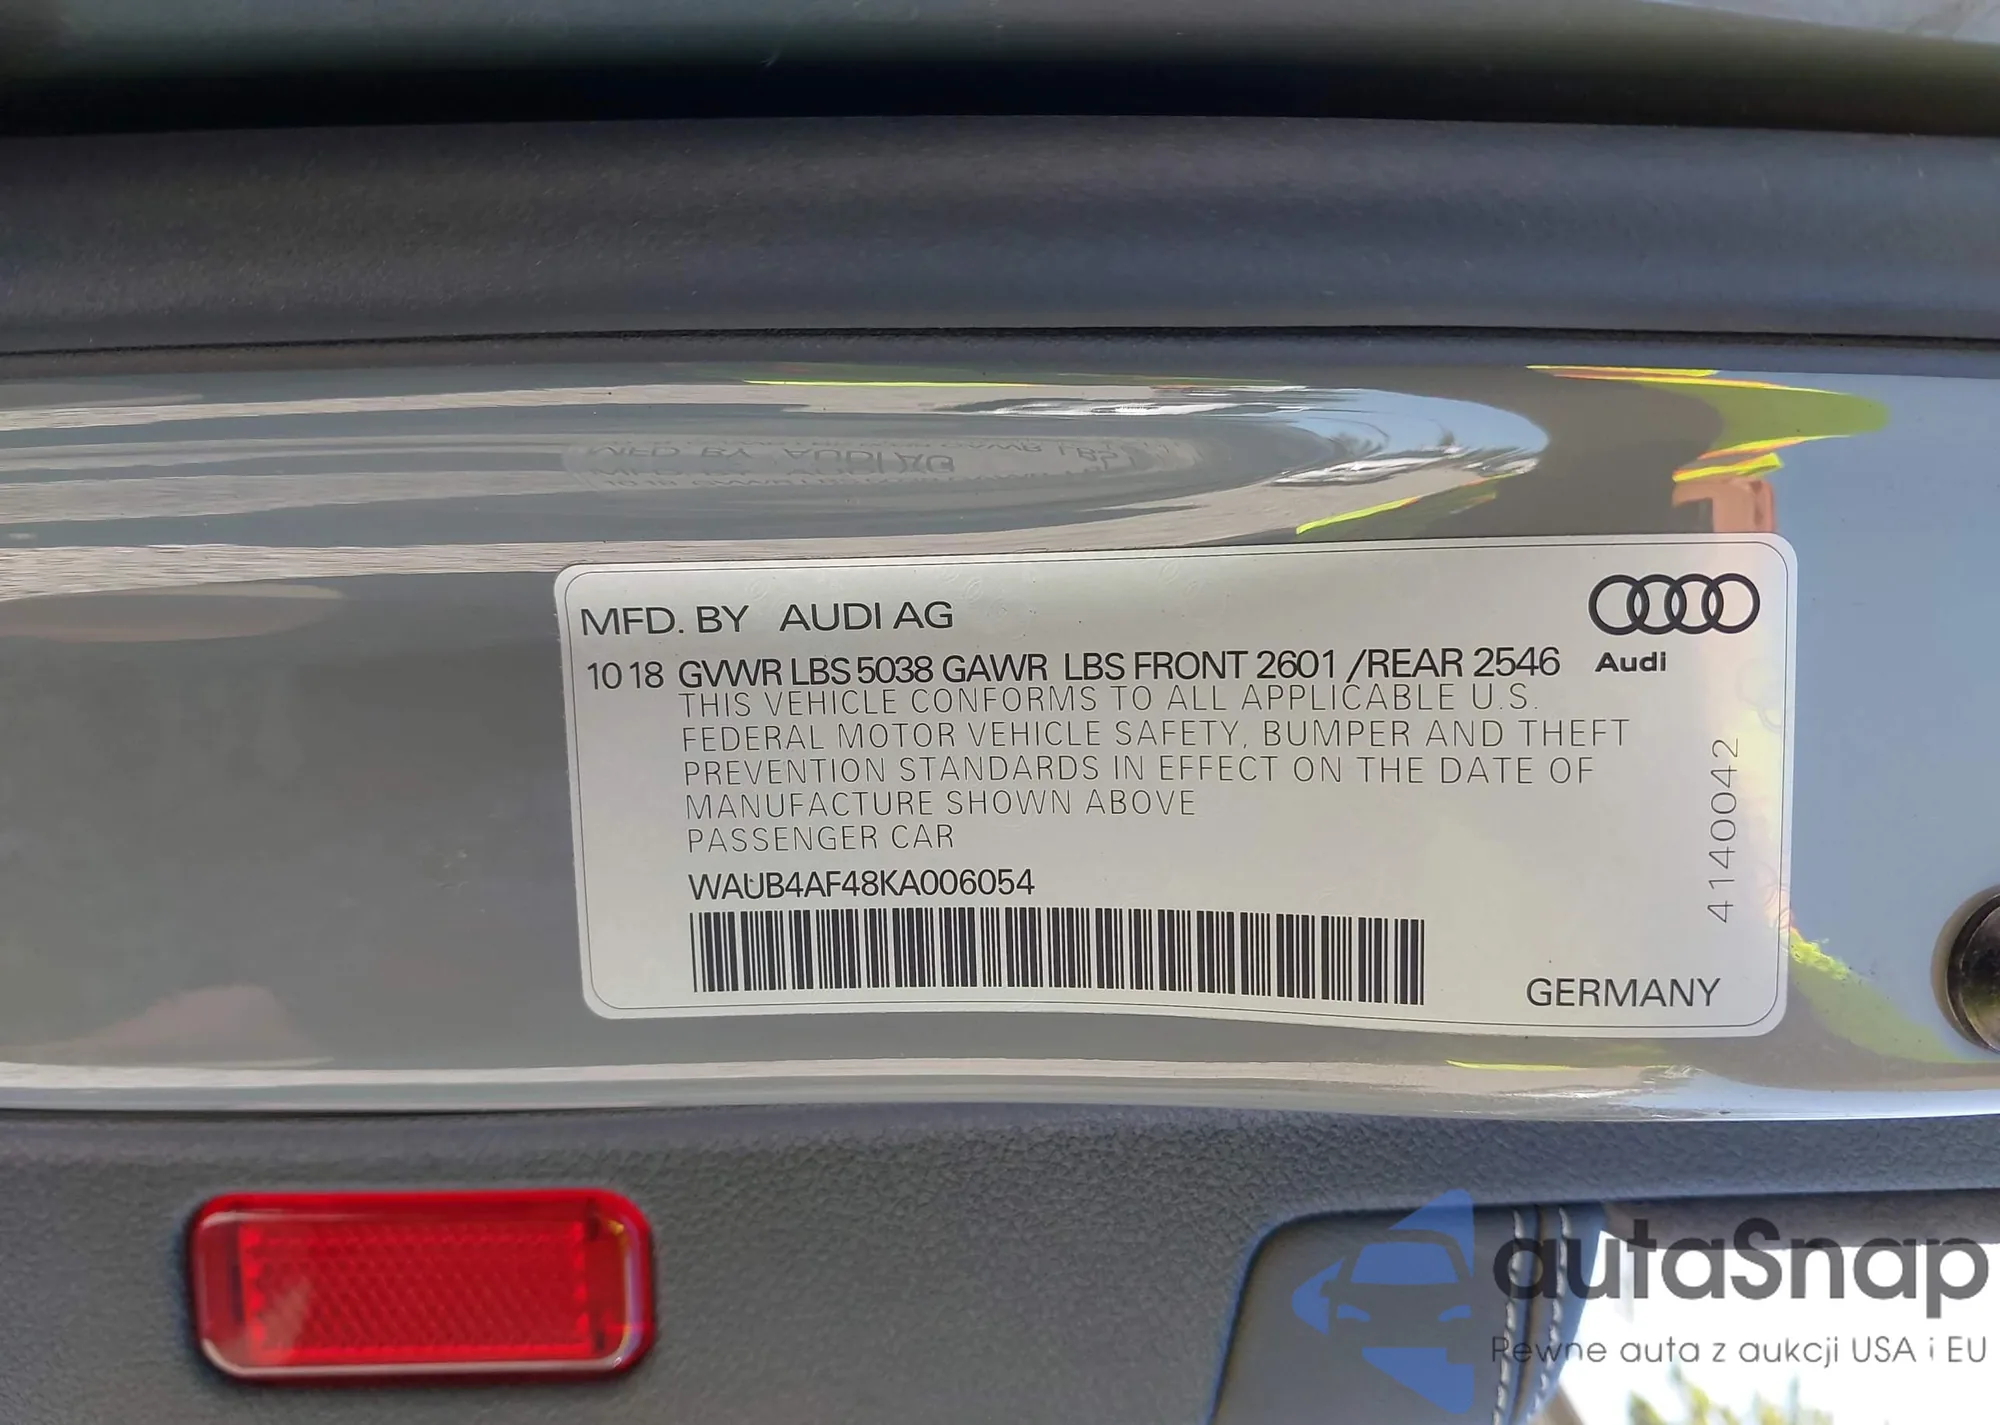 MFD. BY AUDI AG
10 18 GVWR LBS 5038 GAWR LBS FRONT 2601 /REAR 2546
Audi
THIS VEHICLE CONFORMS TO ALL APPLICABLE U.S.
FEDERAL MOTOR VEHICLE SAFETY, BUMPER AND THEFT
PREVENTION STANDARDS IN EFFECT ON THE DATE OF
MANUFACTURE SHOWN ABOVE
PASSENGER CAR
WAUB4AF48KA006054
4140042
GERMANY
autaSnap
Pewne auta z aukcji USA i EU